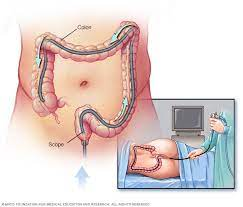 Colon
Scope
© MAYO FOUNDATION FOR MEDICAL EDUCATION AND RESEARCH. ALL RIGHTS RESERVED.